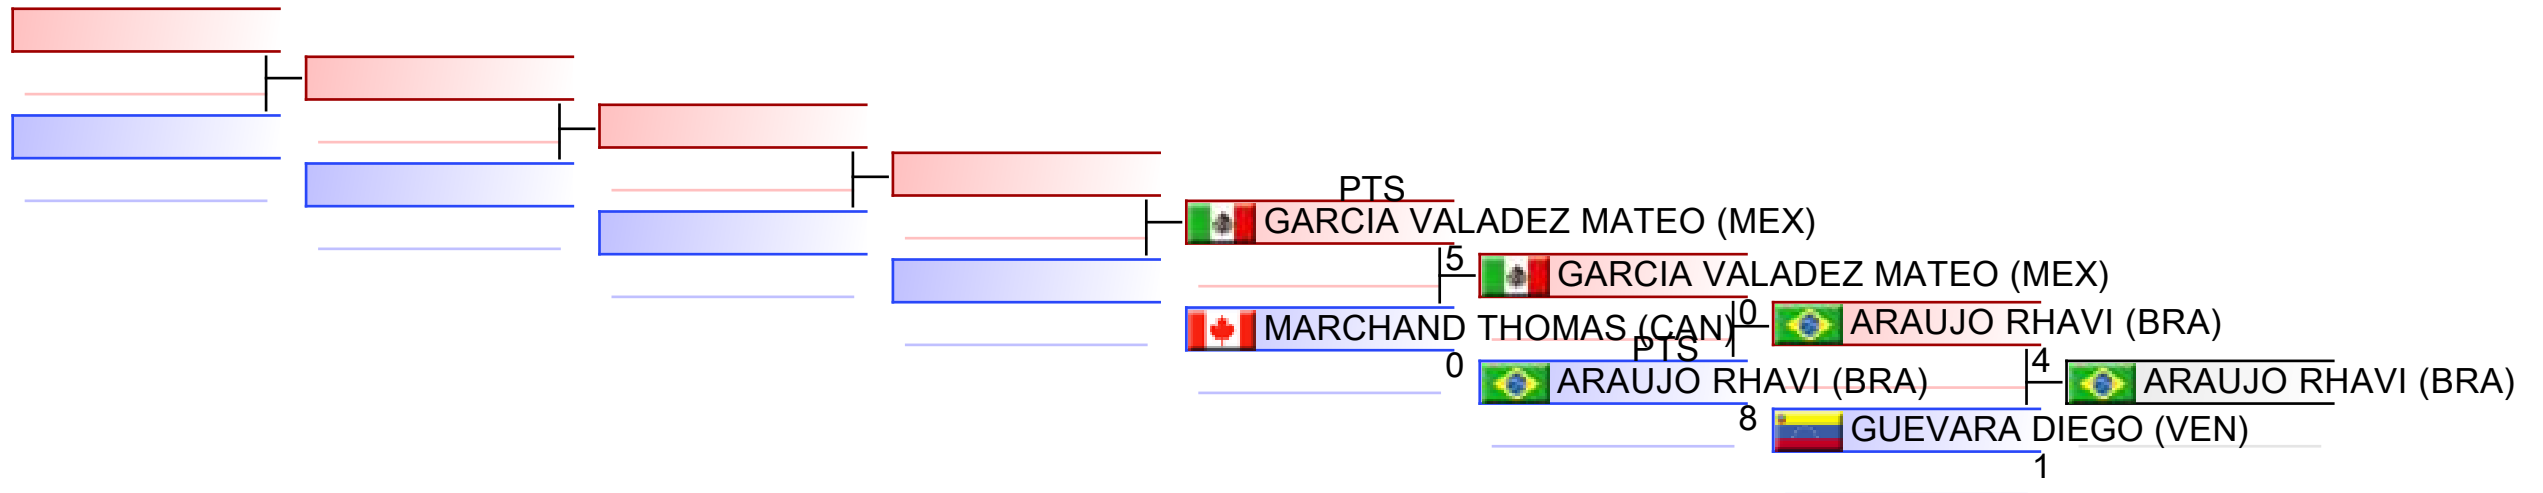 PTS
GARCIA VALADEZ MATEO (MEX)
5
GARCIA VALADEZ MATEO (MEX)
MARCHAND THOMAS (CAN)
0
0
ARAUJO RHAVI (BRA)
PTS
ARAUJO RHAVI (BRA)
8
4
ARAUJO RHAVI (BRA)
GUEVARA DIEGO (VEN)
1